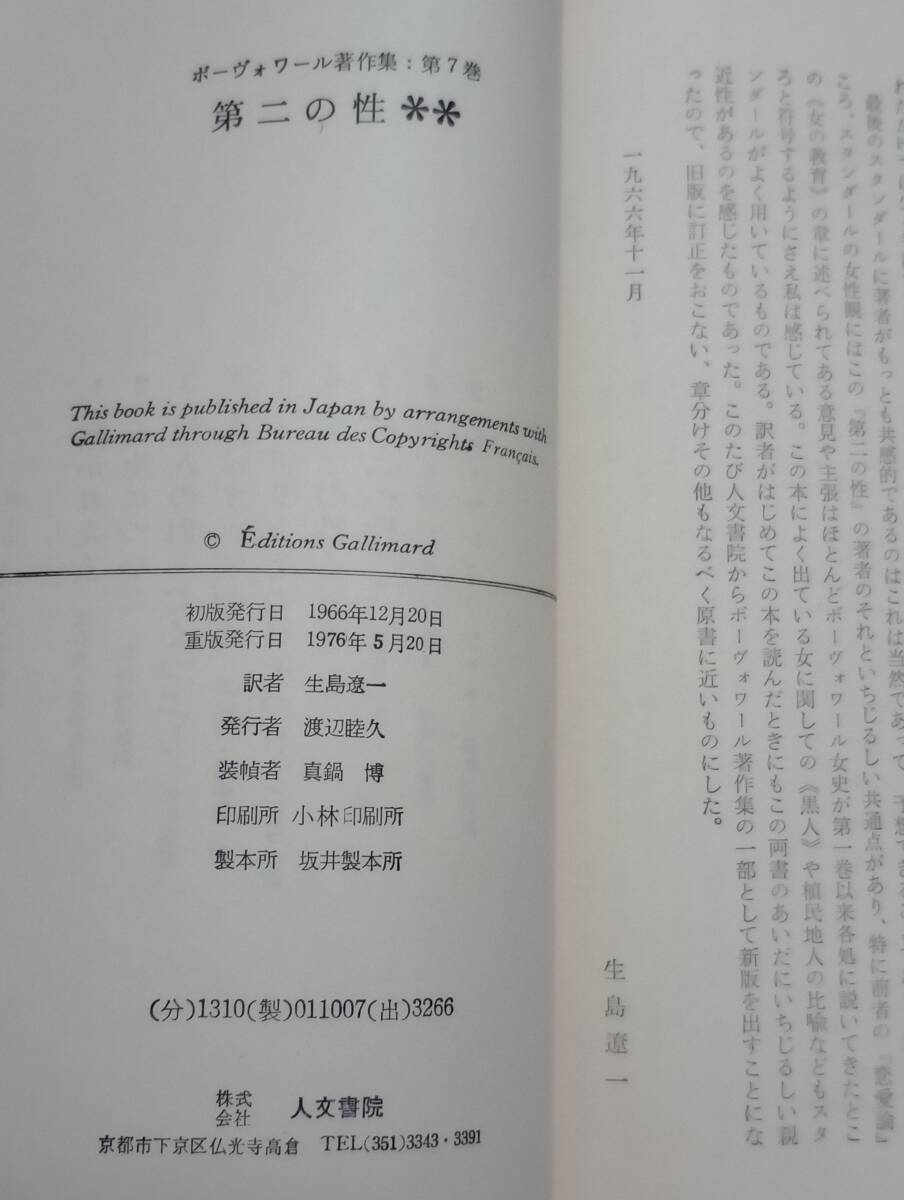 最後のスタンダールに著者がもっとも共感的であるのはこれは当然であって、予想できること
ころ、スタンダールの女性観にはこの『第二の性』の著者のそれといちじるしい共通点があり、特に前者の『恋愛論』
の《女の教育》の章に述べられてある意見や主張はほとんどボーヴォワール女史が第一巻以来各処に説いてきたとこ
ろと符号するようにさえ私は感じている。この本によく出ている女に関しての《黒人》や植民地人の比喩などもスタ
ンダールがよく用いているものである。訳者がはじめてこの本を読んだときにもこの両書のあいだにいちじるしい親
近性があるのを感じたものであった。このたび人文書院からボーヴォワール著作集の一部として新版を出すことにな
ったので、旧版に訂正をおこない、章分けその他もなるべく原書に近いものにした。
一九六六年十一月
生島遼一
ボーヴォワール著作集：第7巻
第二の性 **
This book is published in Japan by arrangements with
Gallimard through Bureau des Copyrights Français.
© Éditions Gallimard
初版発行日 1966年12月20日
重版発行日 1976年5月20日
訳者 生島遼一
発行者 渡辺睦久
装幀者 真鍋 博
印刷所 小林印刷所
製本所 坂井製本所
(分)1310(製)011007(出)3266
株式会社 人文書院
京都市下京区仏光寺高倉 TEL(351)3343・3391